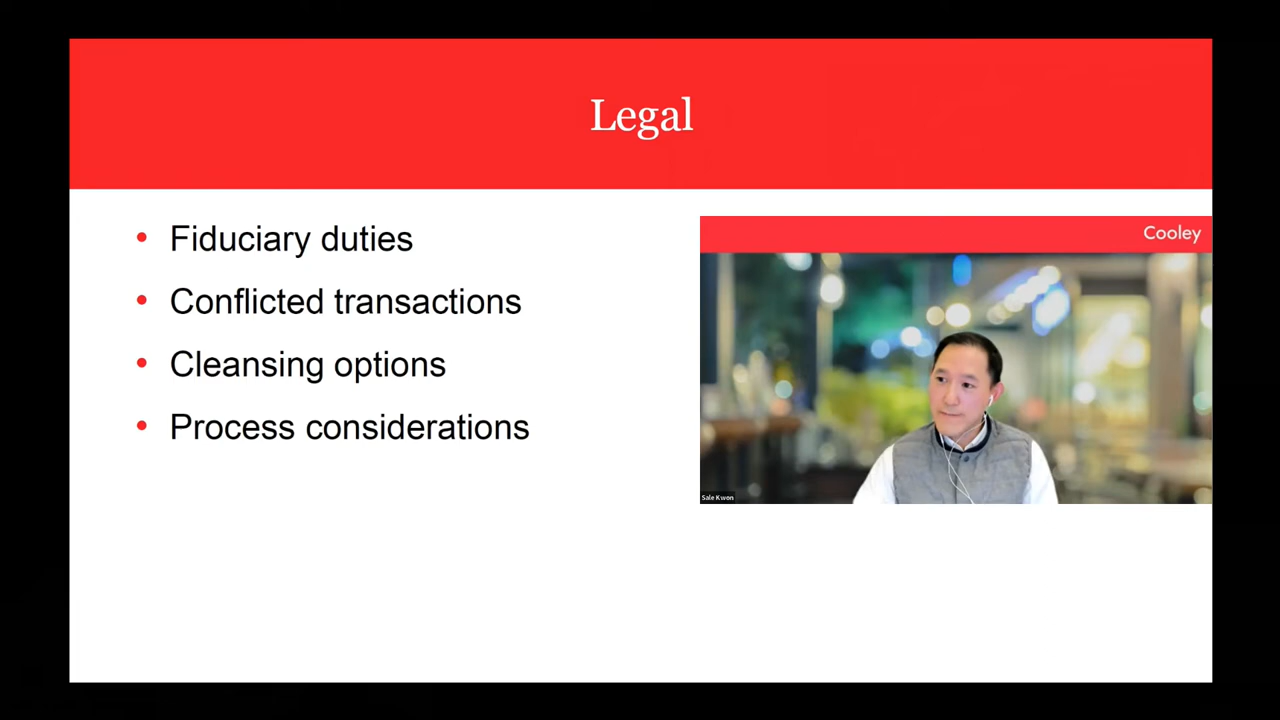 Legal
• Fiduciary duties
• Conflicted transactions
• Cleansing options
• Process considerations
Cooley
Sale Kwon